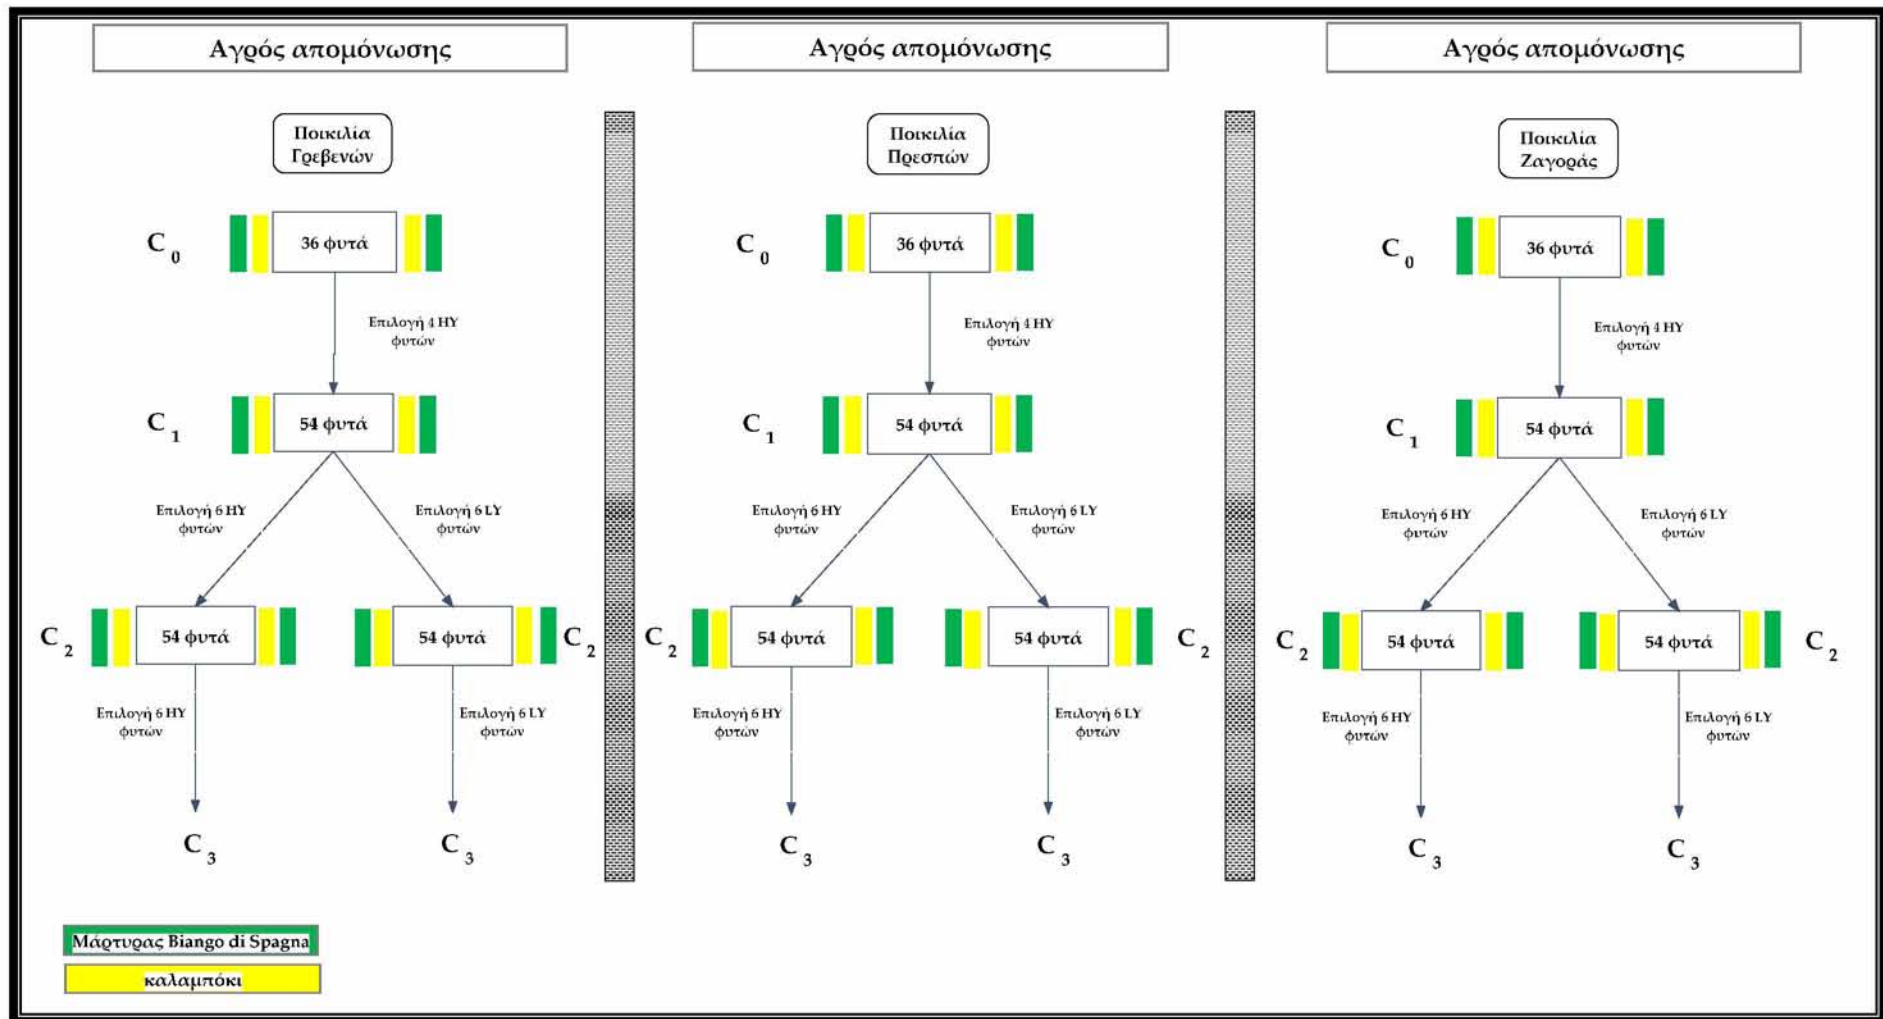 Αγρός απομόνωσης
Ποικιλία
Γρεβενών
C0
36 φυτά
Επιλογή 4 HY
φυτών
C1
54 φυτά
Επιλογή 6 HY
φυτών
Επιλογή 6 LY
φυτών
C2
54 φυτά
54 φυτά
C2
Επιλογή 6 HY
φυτών
Επιλογή 6 LY
φυτών
C3
C3
Αγρός απομόνωσης
Ποικιλία
Πρεσπών
C0
36 φυτά
Επιλογή 4 HY
φυτών
C1
54 φυτά
Επιλογή 6 HY
φυτών
Επιλογή 6 LY
φυτών
C2
54 φυτά
54 φυτά
C2
Επιλογή 6 HY
φυτών
Επιλογή 6 LY
φυτών
C3
C3
Αγρός απομόνωσης
Ποικιλία
Ζαγοράς
C0
36 φυτά
Επιλογή 4 HY
φυτών
C1
54 φυτά
Επιλογή 6 HY
φυτών
Επιλογή 6 LY
φυτών
C2
54 φυτά
54 φυτά
C2
Επιλογή 6 HY
φυτών
Επιλογή 6 LY
φυτών
C3
C3
Μάρτυρας Biango di Spagna
καλαμπόκι